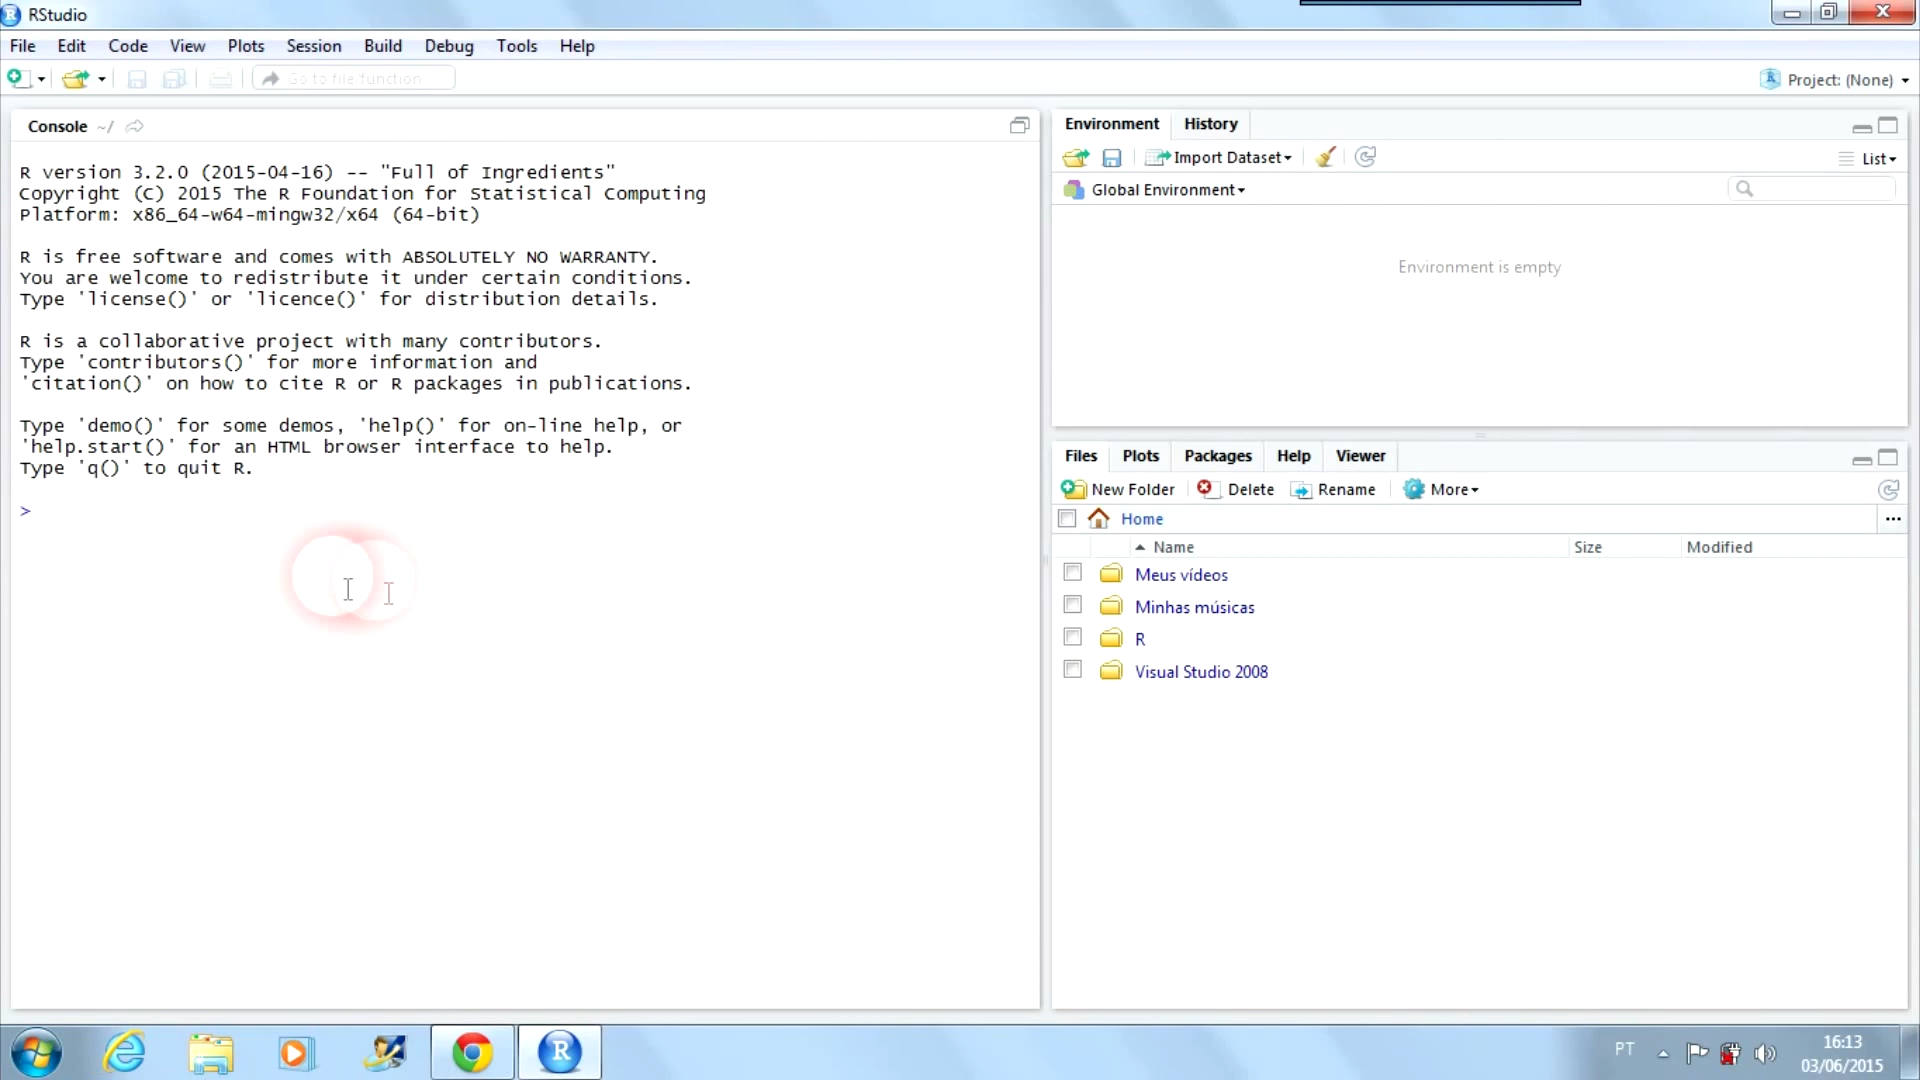 RStudio
File Edit Code View Plots Session Build Debug Tools Help
Go to file/function
Project: (None)
Console ~/
R version 3.2.0 (2015-04-16) -- "Full of Ingredients"
Copyright (C) 2015 The R Foundation for Statistical Computing
Platform: x86_64-w64-mingw32/x64 (64-bit)
R is free software and comes with ABSOLUTELY NO WARRANTY.
You are welcome to redistribute it under certain conditions.
Type 'license()' or 'licence()' for distribution details.
R is a collaborative project with many contributors.
Type 'contributors()' for more information and
'citation()' on how to cite R or R packages in publications.
Type 'demo()' for some demos, 'help()' for on-line help, or
'help.start()' for an HTML browser interface to help.
Type 'q()' to quit R.
>
Environment History
Import Dataset List
Global Environment
Environment is empty
Files Plots Packages Help Viewer
New Folder Delete Rename More
Home ...
Name Size Modified
Meus vídeos
Minhas músicas
R
Visual Studio 2008
PT 16:13
03/06/2015